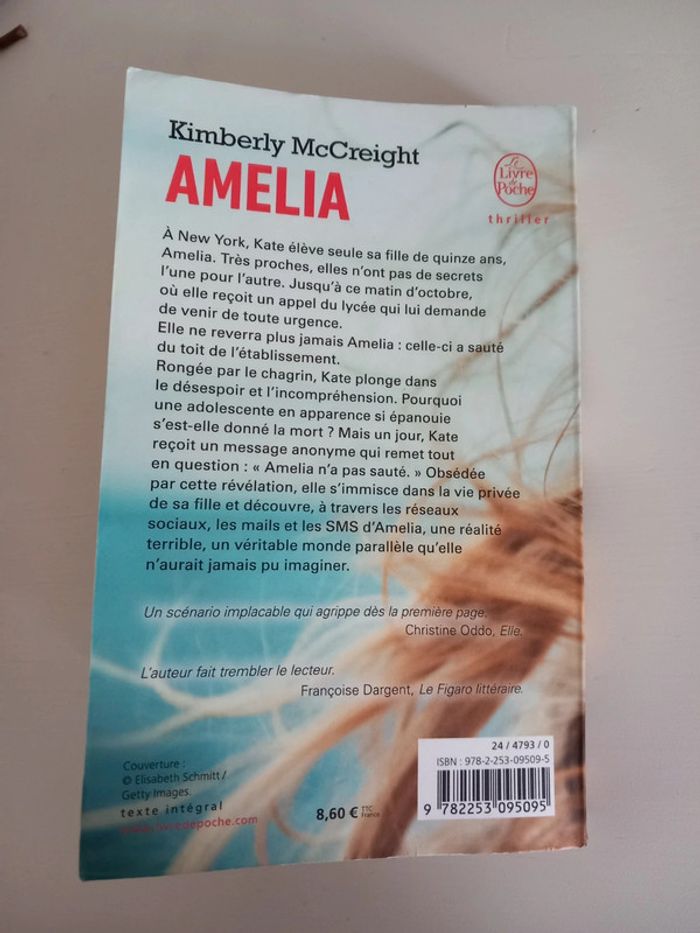 Kimberly McCreight
AMELIA
Le
Livre
de
Poche
thriller
À New York, Kate élève seule sa fille de quinze ans,
Amelia. Très proches, elles n’ont pas de secrets
l’une pour l’autre. Jusqu’à ce matin d’octobre,
où elle reçoit un appel du lycée qui lui demande
de venir de toute urgence.
Elle ne reverra plus jamais Amelia : celle-ci a sauté
du toit de l’établissement.
Rongée par le chagrin, Kate plonge dans
le désespoir et l’incompréhension. Pourquoi
une adolescente en apparence si épanouie
s’est-elle donné la mort ? Mais un jour, Kate
reçoit un message anonyme qui remet tout
en question : « Amelia n’a pas sauté. » Obsédée
par cette révélation, elle s’immisce dans la vie privée
de sa fille et découvre, à travers les réseaux
sociaux, les mails et les SMS d’Amelia, une réalité
terrible, un véritable monde parallèle qu’elle
n’aurait jamais pu imaginer.
Un scénario implacable qui agrippe dès la première page.
Christine Oddo, Elle.
L’auteur fait trembler le lecteur.
Françoise Dargent, Le Figaro littéraire.
Couverture :
© Elisabeth Schmitt /
Getty Images.
texte intégral
www.livredepoche.com
8,60 € TTC
France
24 / 4793 / 0
ISBN : 978-2-253-09509-5
9 782253 095095